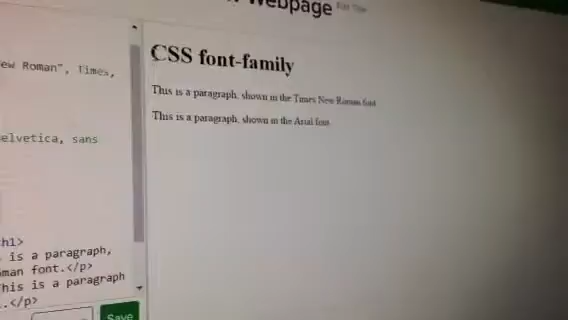 Webpage
ew Roman", Times,
elvetica, sans
h1>
is a paragraph,
man font.</p>
his is a paragraph
.</p>
Save
CSS font-family
This is a paragraph, shown in the Times New Roman font
This is a paragraph, shown in the Arial font.